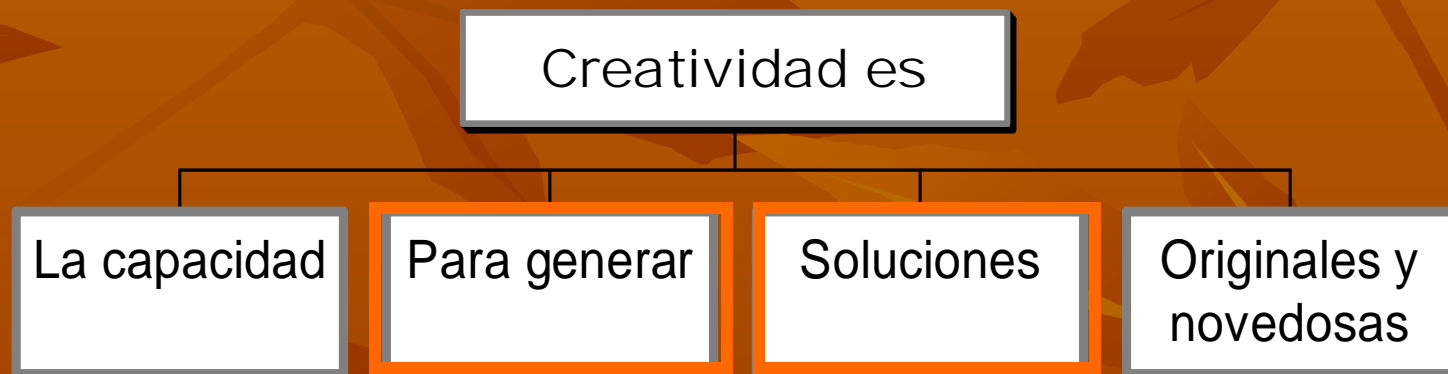 Creatividad es
La capacidad
Para generar
Soluciones
Originales y
novedosas